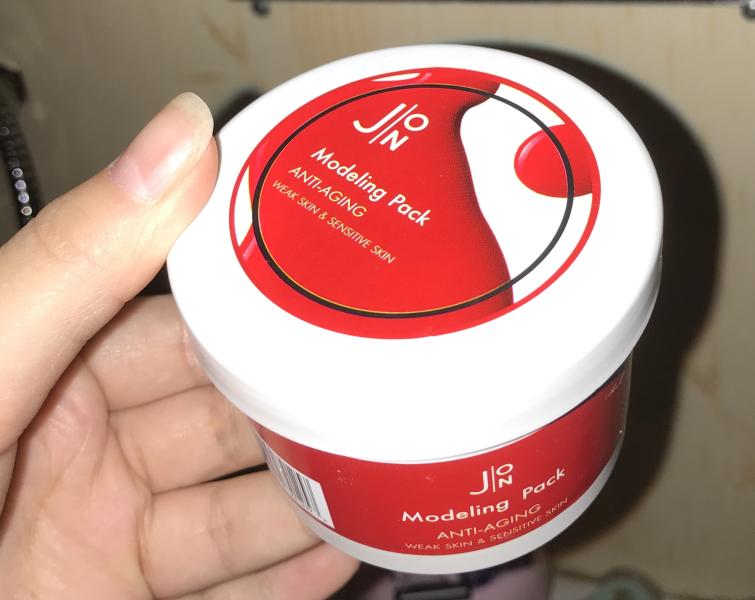 J|ON
Modeling Pack
ANTI-AGING
WEAK SKIN & SENSITIVE SKIN
J|ON
Modeling Pack
ANTI-AGING
WEAK SKIN & SENSITIVE SKIN